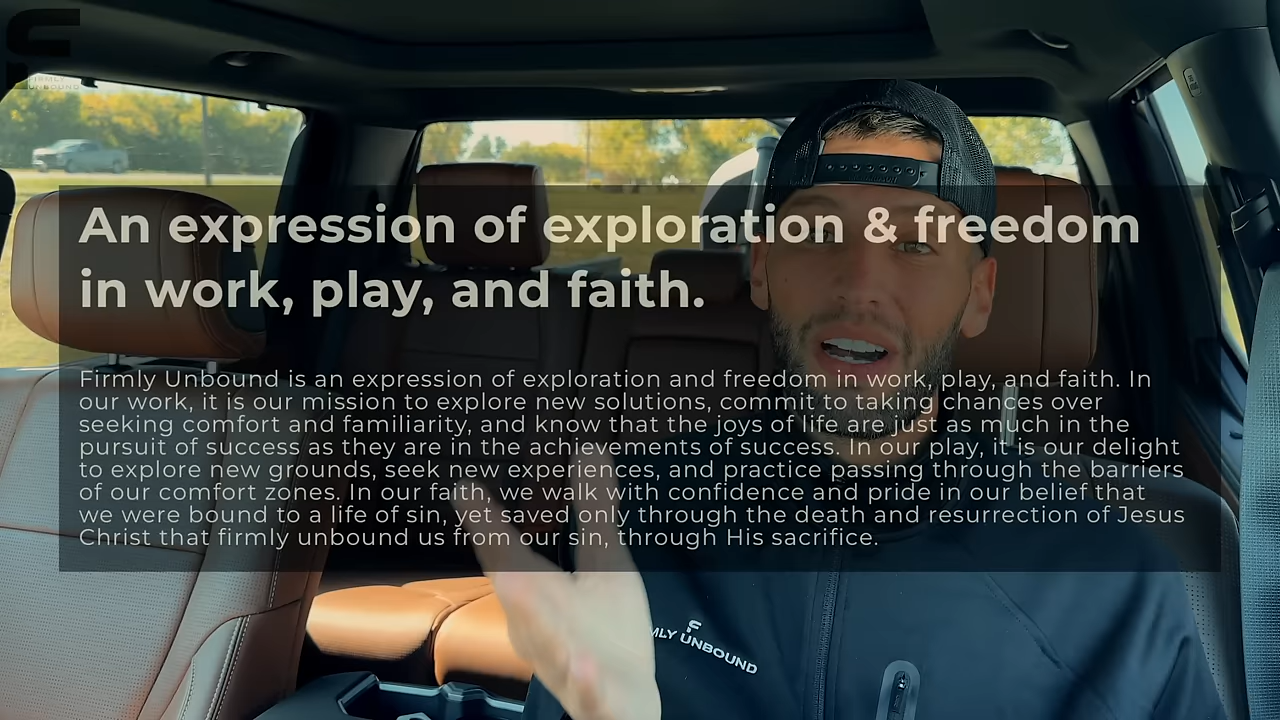 FIRMLY
UNBOUND
An expression of exploration & freedom
in work, play, and faith.
Firmly Unbound is an expression of exploration and freedom in work, play, and faith. In
our work, it is our mission to explore new solutions, commit to taking chances over
seeking comfort and familiarity, and know that the joys of life are just as much in the
pursuit of success as they are in the achievements of success. In our play, it is our delight
to explore new grounds, seek new experiences, and practice passing through the barriers
of our comfort zones. In our faith, we walk with confidence and pride in our belief that
we were bound to a life of sin, yet saved only through the death and resurrection of Jesus
Christ that firmly unbound us from our sin, through His sacrifice.
MLY UNBOUND